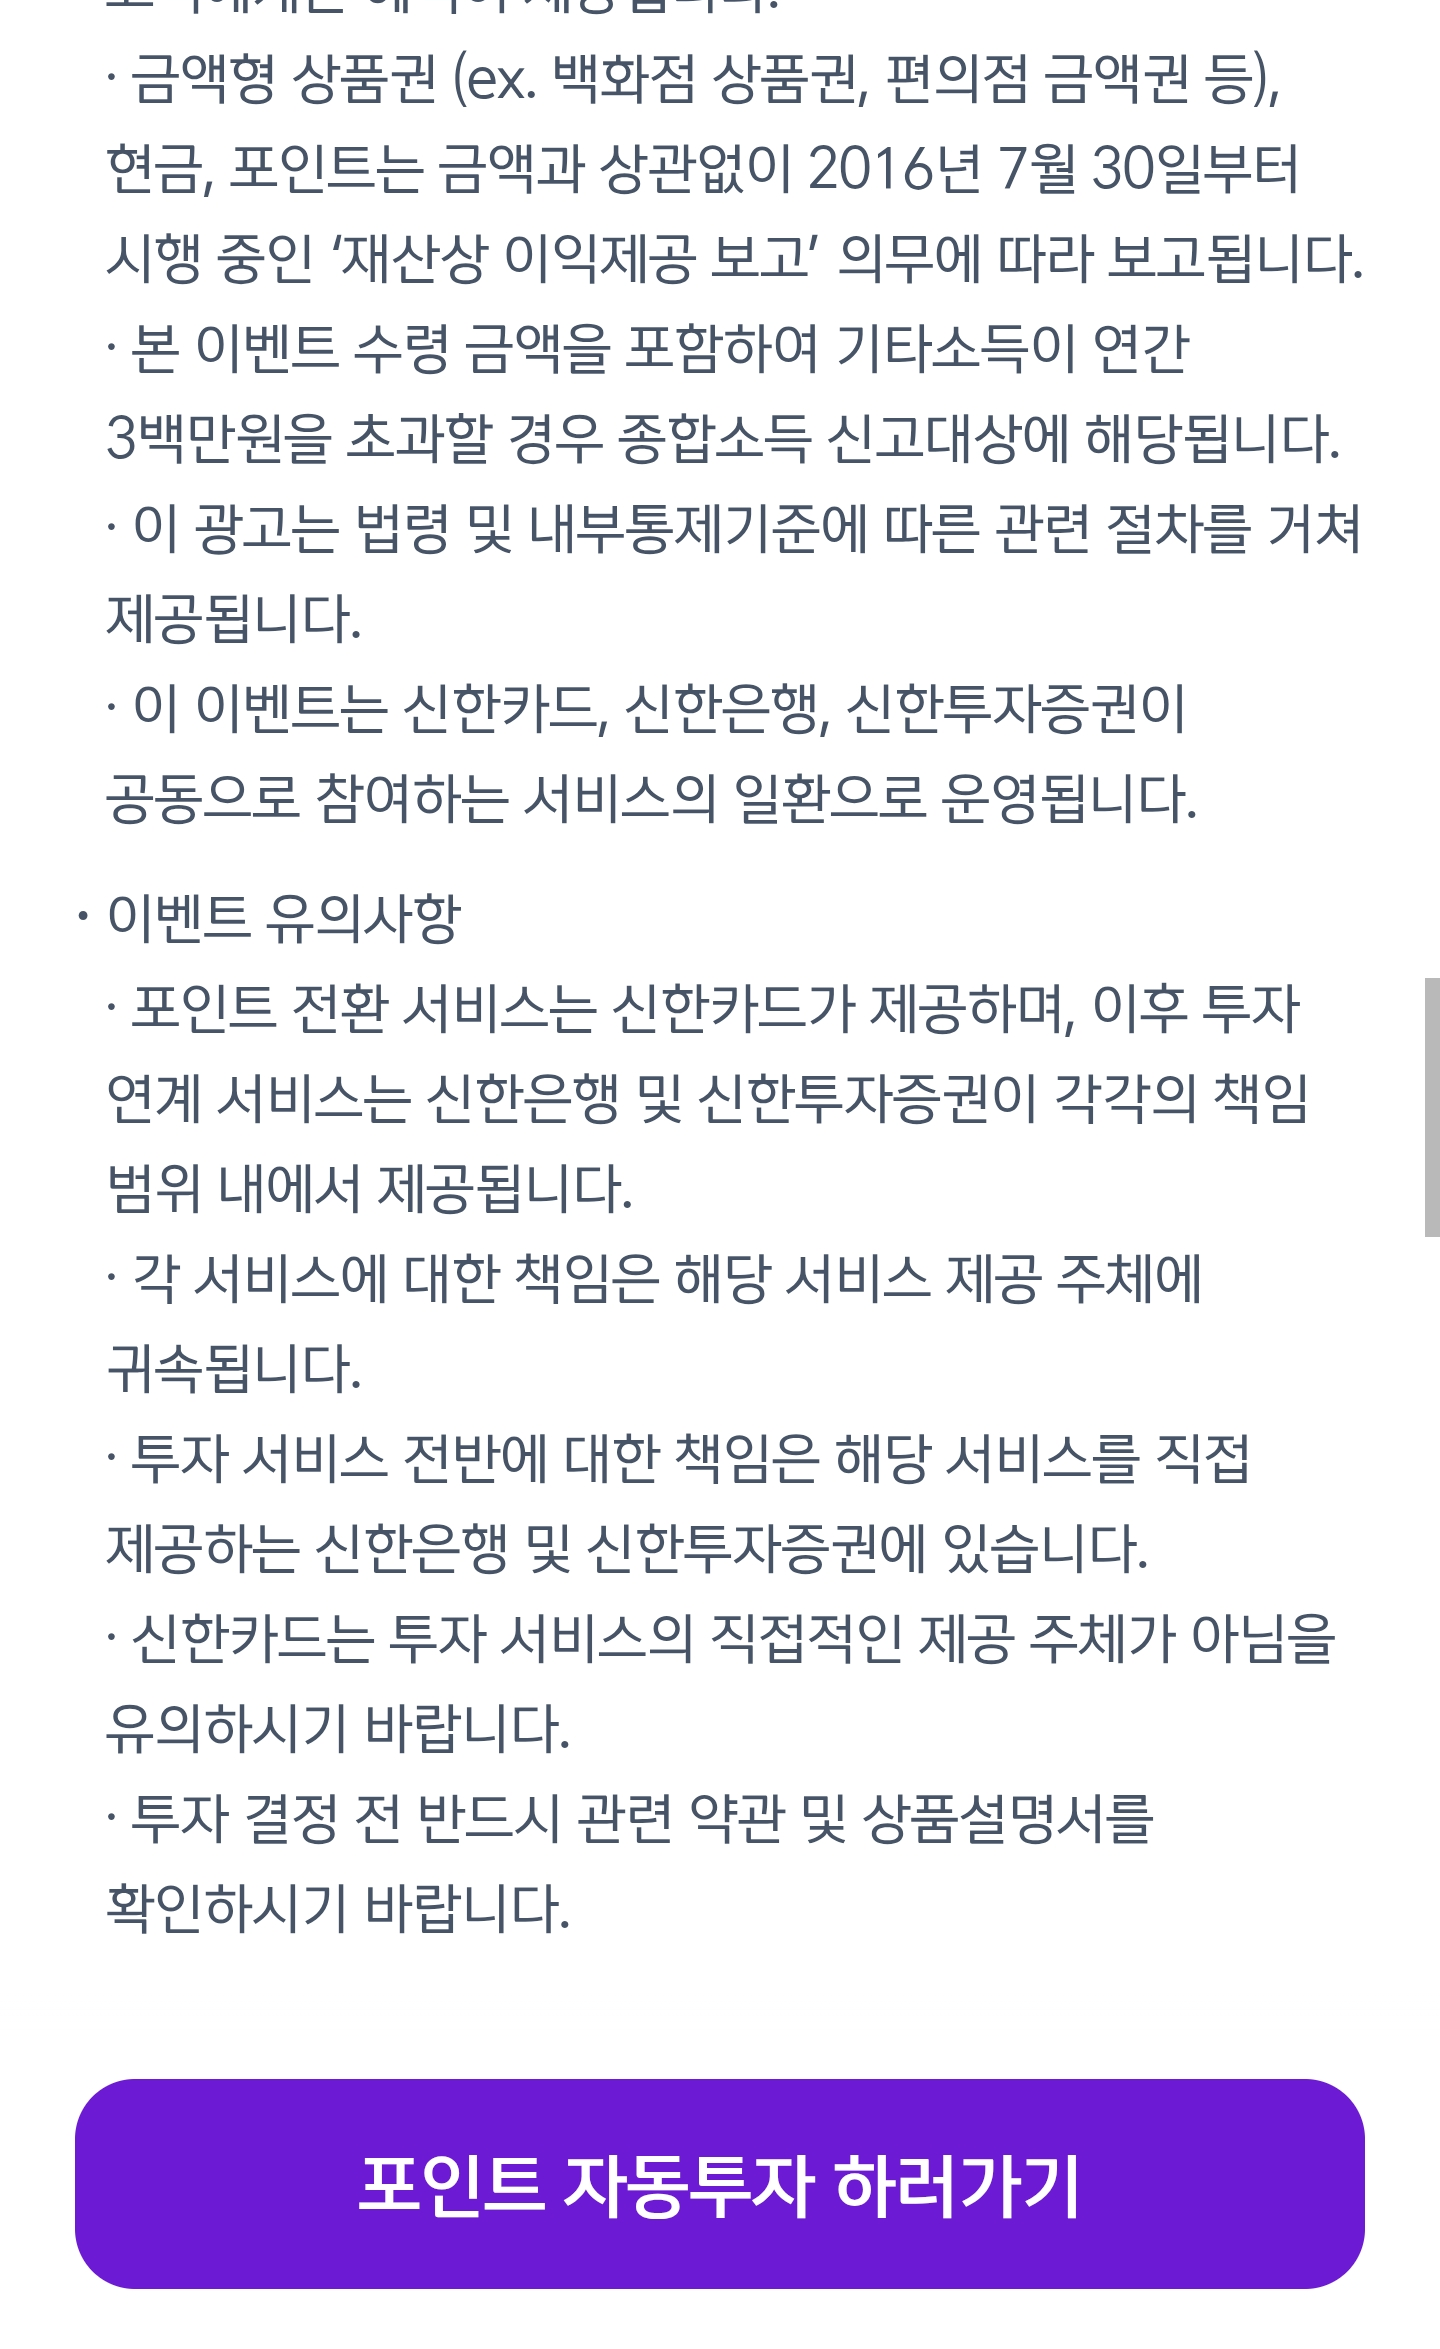 · 금액형 상품권 (ex. 백화점 상품권, 편의점 금액권 등),
현금, 포인트는 금액과 상관없이 2016년 7월 30일부터
시행 중인 ‘재산상 이익제공 보고’ 의무에 따라 보고됩니다.
· 본 이벤트 수령 금액을 포함하여 기타소득이 연간
3백만원을 초과할 경우 종합소득 신고대상에 해당됩니다.
· 이 광고는 법령 및 내부통제기준에 따른 관련 절차를 거쳐
제공됩니다.
· 이 이벤트는 신한카드, 신한은행, 신한투자증권이
공동으로 참여하는 서비스의 일환으로 운영됩니다.
• 이벤트 유의사항
· 포인트 전환 서비스는 신한카드가 제공하며, 이후 투자
연계 서비스는 신한은행 및 신한투자증권이 각각의 책임
범위 내에서 제공됩니다.
· 각 서비스에 대한 책임은 해당 서비스 제공 주체에
귀속됩니다.
· 투자 서비스 전반에 대한 책임은 해당 서비스를 직접
제공하는 신한은행 및 신한투자증권에 있습니다.
· 신한카드는 투자 서비스의 직접적인 제공 주체가 아님을
유의하시기 바랍니다.
· 투자 결정 전 반드시 관련 약관 및 상품설명서를
확인하시기 바랍니다.
포인트 자동투자 하러가기